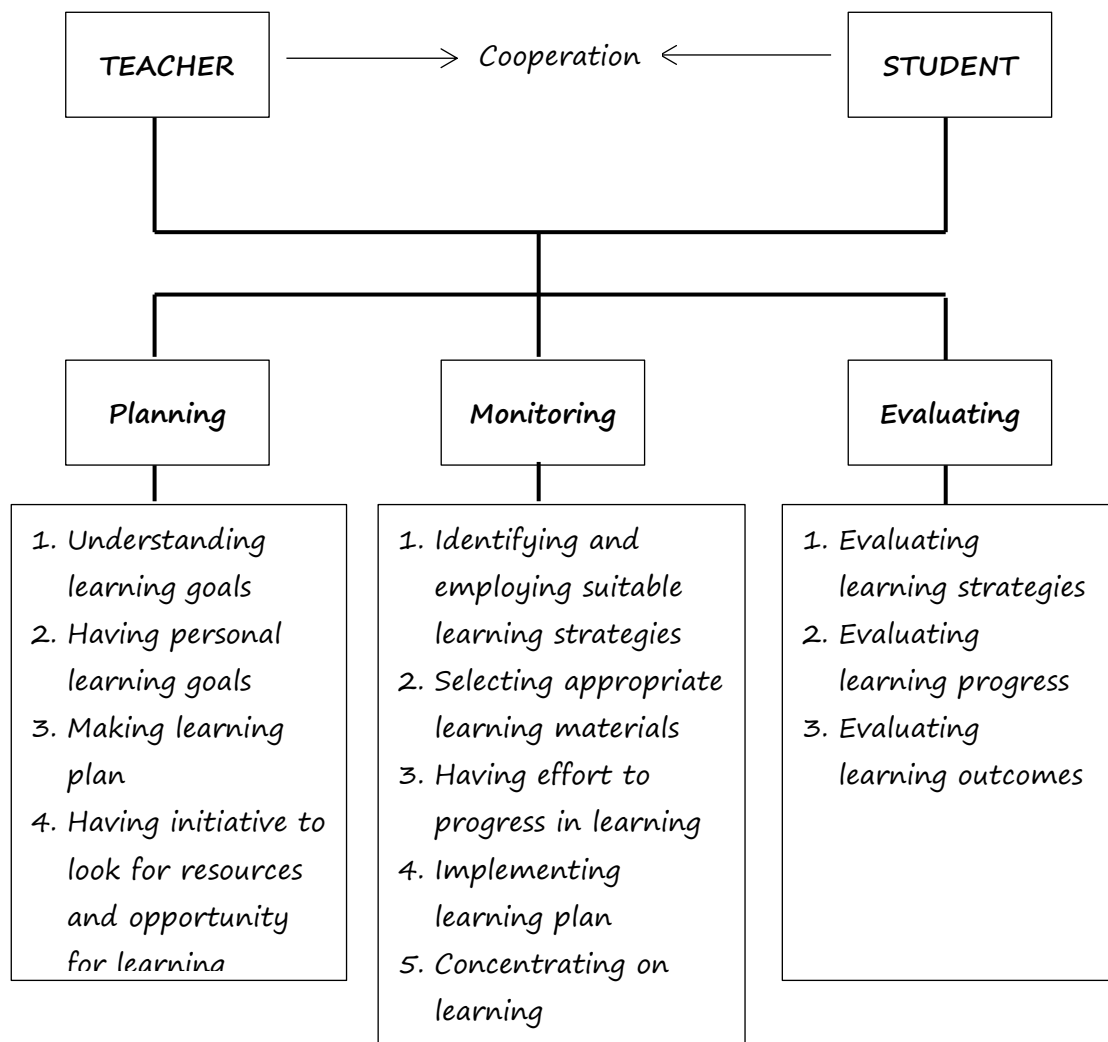 TEACHER
Cooperation
STUDENT
Planning
Monitoring
Evaluating
1. Understanding
learning goals
2. Having personal
learning goals
3. Making learning
plan
4. Having initiative to
look for resources
and opportunity
for learning
1. Identifying and
employing suitable
learning strategies
2. Selecting appropriate
learning materials
3. Having effort to
progress in learning
4. Implementing
learning plan
5. Concentrating on
learning
1. Evaluating
learning strategies
2. Evaluating
learning progress
3. Evaluating
learning outcomes